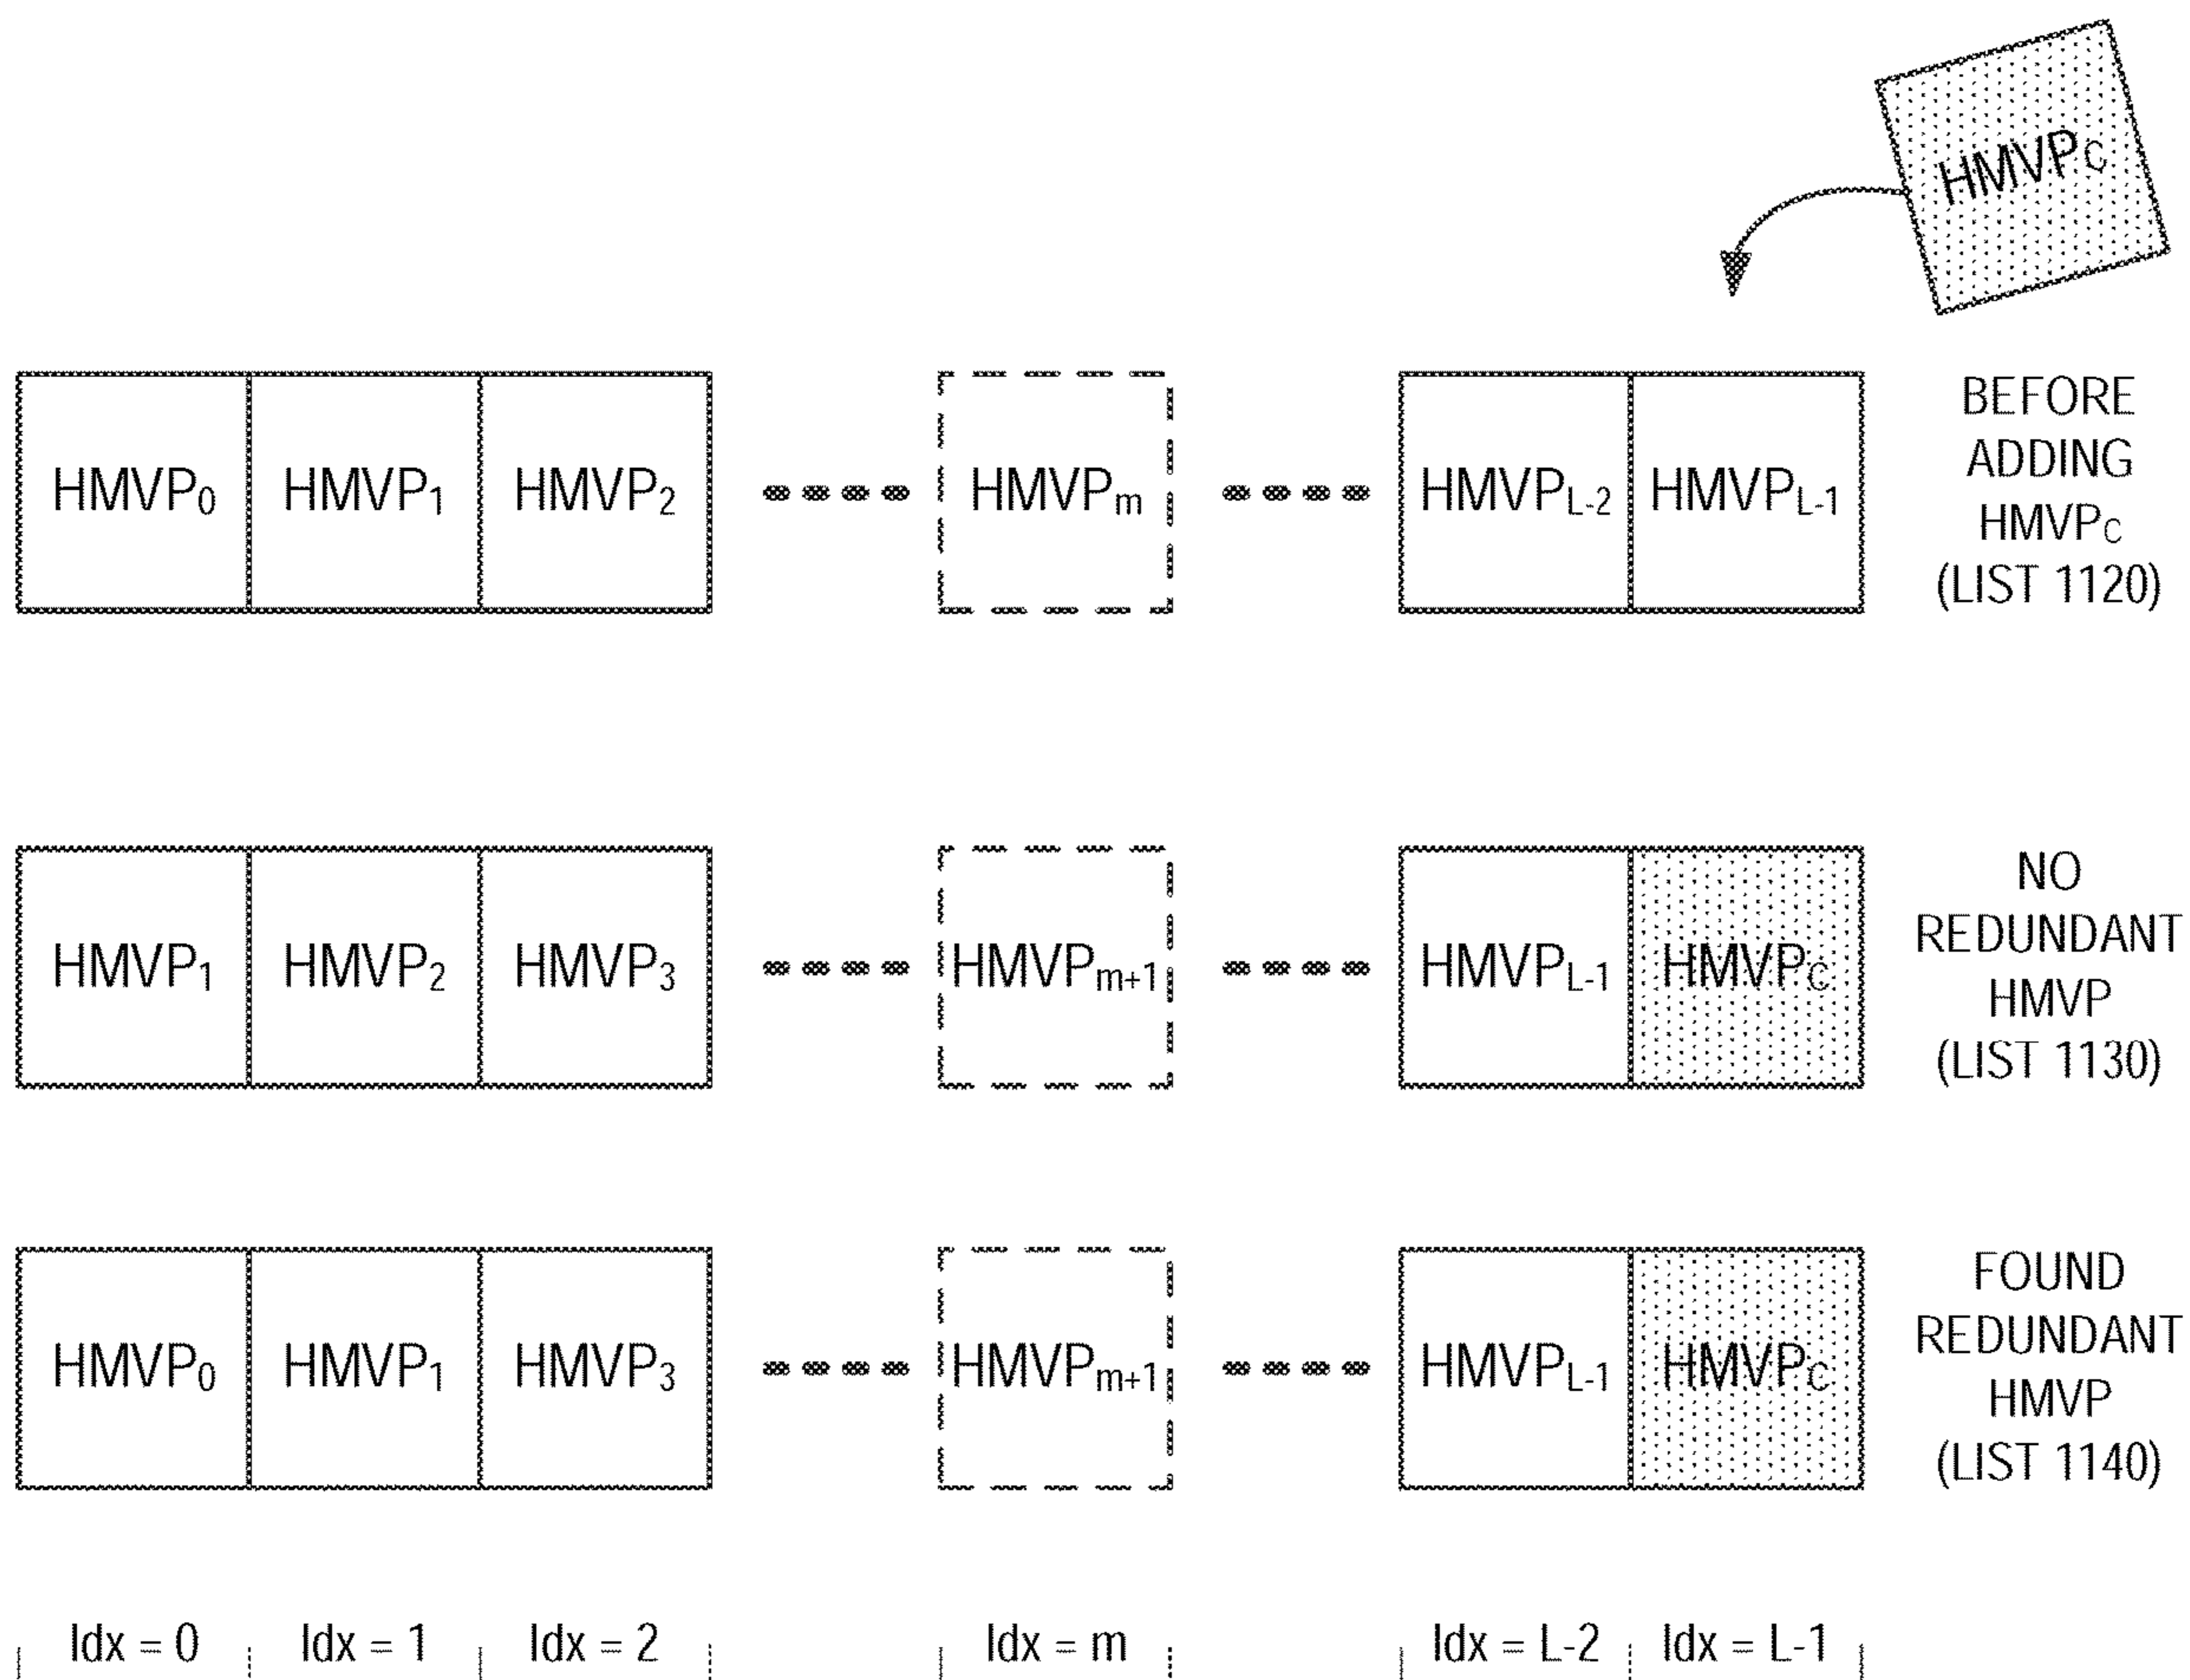 HMVPC
HMVP0 HMVP1 HMVP2 HMVPm HMVPL-2 HMVPL-1
BEFORE
ADDING
HMVPC
(LIST 1120)
HMVP1 HMVP2 HMVP3 HMVPm+1 HMVPL-1 HMVPC
NO
REDUNDANT
HMVP
(LIST 1130)
HMVP0 HMVP1 HMVP3 HMVPm+1 HMVPL-1 HMVPC
FOUND
REDUNDANT
HMVP
(LIST 1140)
Idx = 0 Idx = 1 Idx = 2 Idx = m Idx = L-2 Idx = L-1